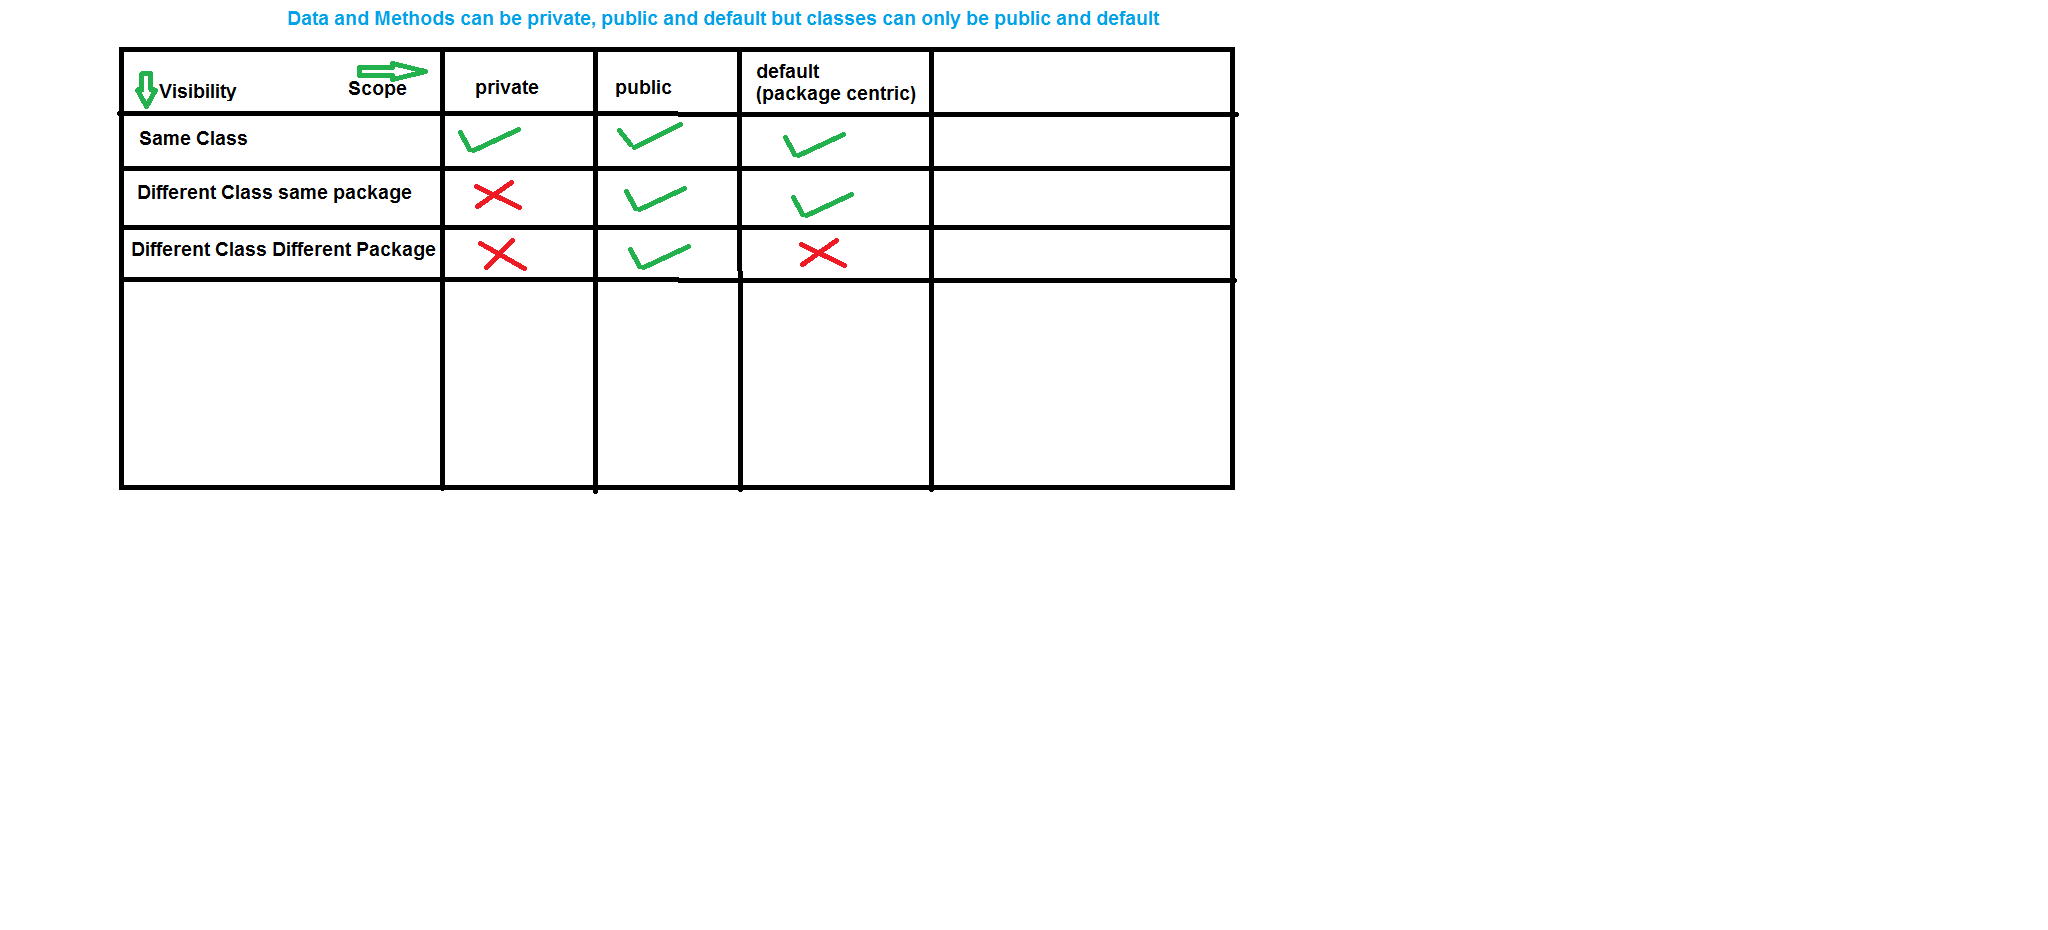 Data and Methods can be private, public and default but classes can only be public and default
Visibility
Scope
private
public
default
(package centric)
Same Class
Different Class same package
Different Class Different Package